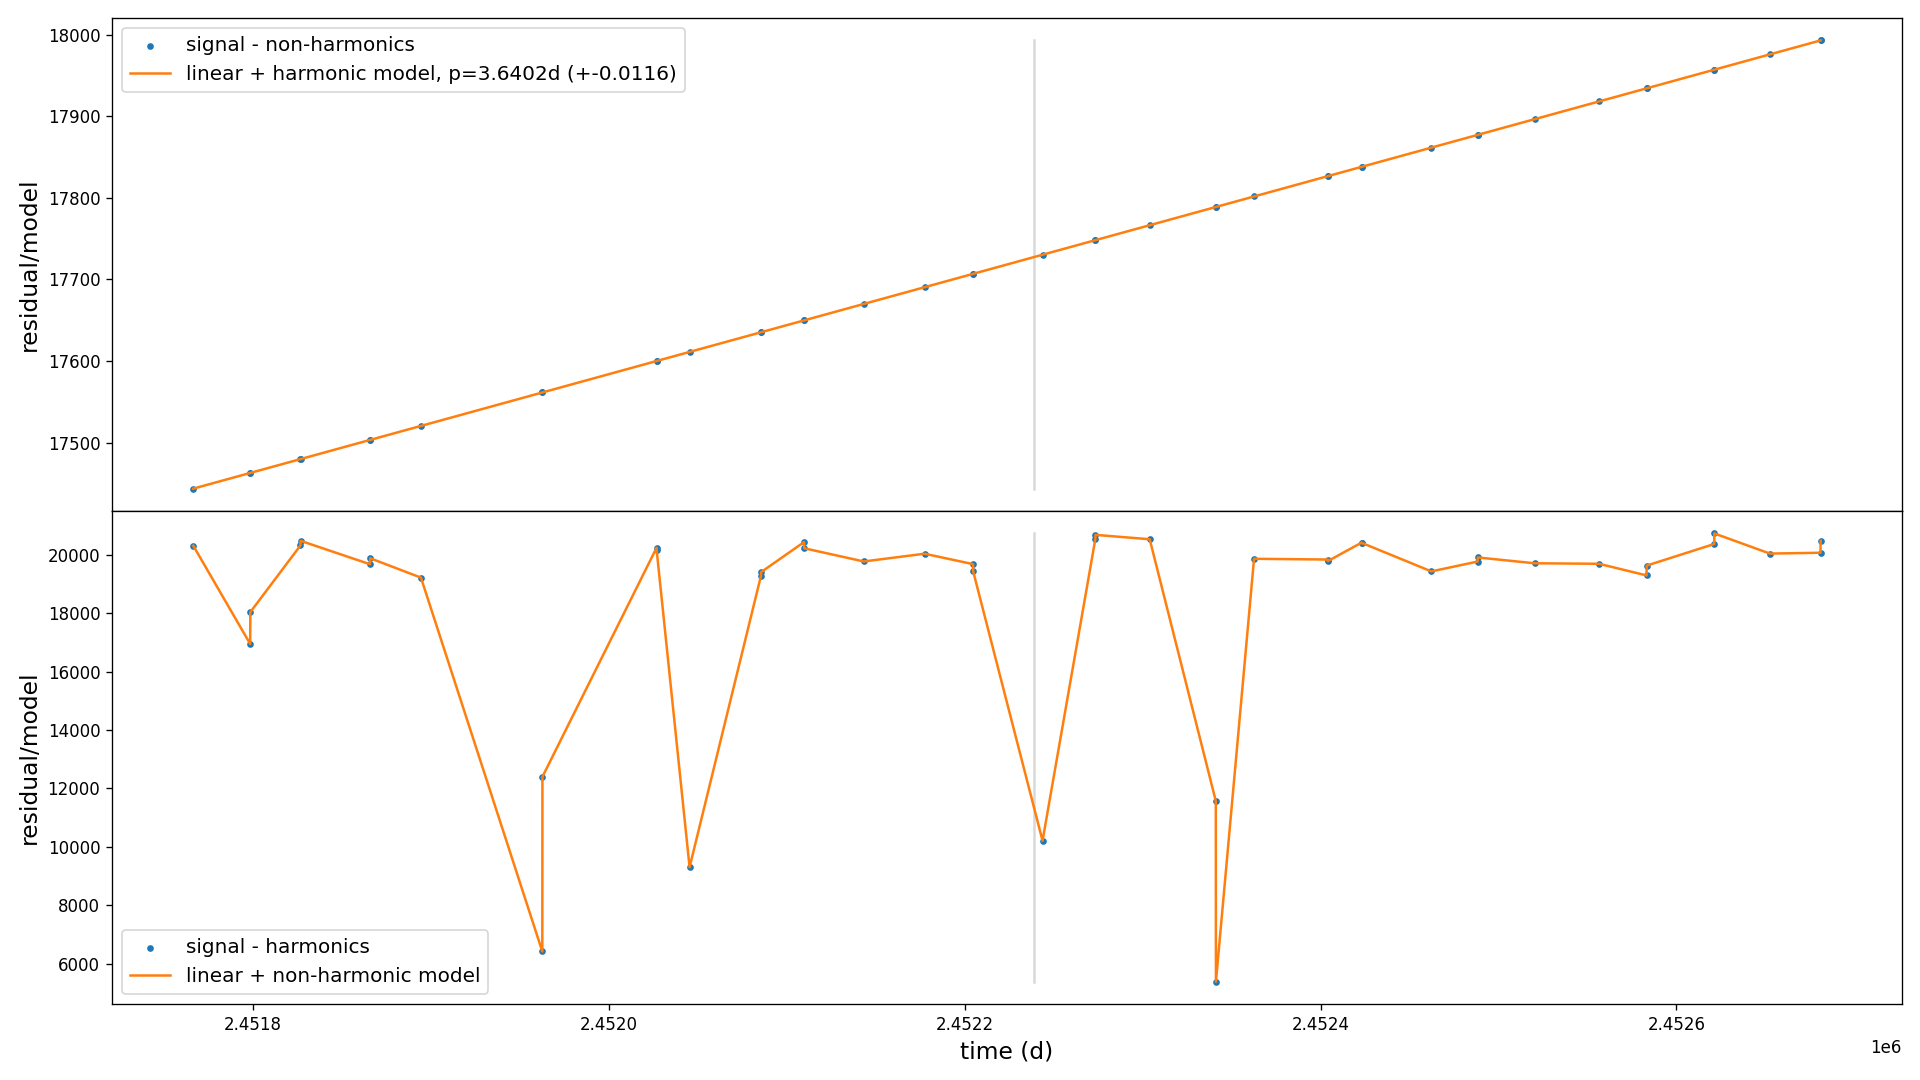 18000
17900
17800
17700
17600
17500
residual/model
signal - non-harmonics
linear + harmonic model, p=3.6402d (+-0.0116)
20000
18000
16000
14000
12000
10000
8000
6000
residual/model
signal - harmonics
linear + non-harmonic model
2.4518
2.4520
2.4522
2.4524
2.4526
time (d)
1e6